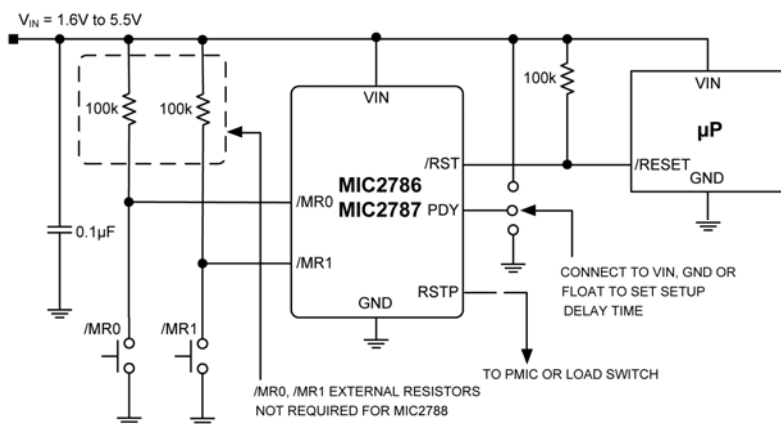 VIN = 1.6V to 5.5V
100k
100k
VIN
100k
VIN
µP
/RST
/RESET
MIC2786
GND
/MR0
MIC2787
PDY
0.1µF
/MR1
CONNECT TO VIN, GND OR
FLOAT TO SET SETUP
DELAY TIME
RSTP
GND
/MR0
/MR1
TO PMIC OR LOAD SWITCH
/MR0, /MR1 EXTERNAL RESISTORS
NOT REQUIRED FOR MIC2788